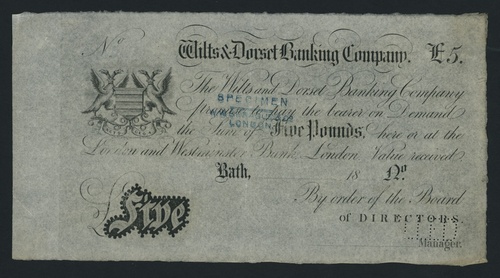 No
Wilts & Dorset Banking Company. £5.
The Wilts and Dorset Banking Company
promise to pay the bearer on Demand
SPECIMEN
LONDON
the Sum of Five Pounds, here or at the
London and Westminster Bank London Value received
Bath, 18 No
By order of the Board
of DIRECTORS.
£ Five
Manager.